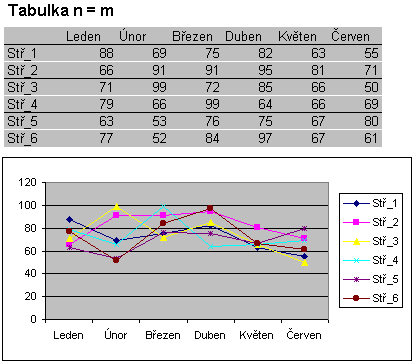 Tabulka n = m
Leden Únor Březen Duben Květen Červen
Stř_1 88 69 75 82 63 55
Stř_2 66 91 91 95 81 71
Stř_3 71 99 72 85 66 50
Stř_4 79 66 99 64 66 69
Stř_5 63 53 76 75 67 80
Stř_6 77 52 84 97 67 61
120
100
80
60
40
20
0
Leden Únor Březen Duben Květen Červen
Stř_1
Stř_2
Stř_3
Stř_4
Stř_5
Stř_6